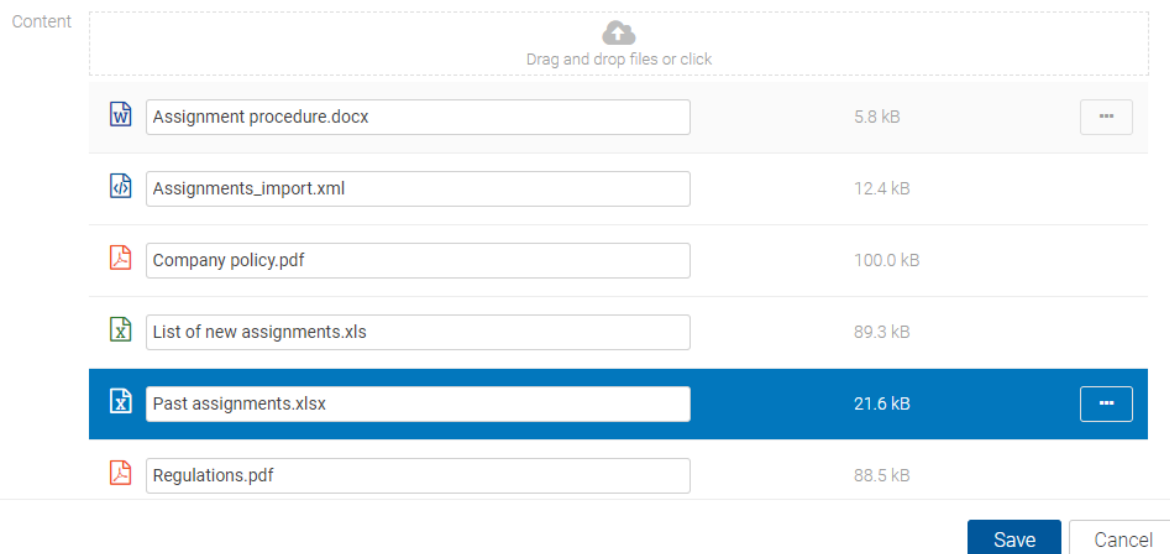 Content
Drag and drop files or click
Assignment procedure.docx 5.8 kB
Assignments_import.xml 12.4 kB
Company policy.pdf 100.0 kB
List of new assignments.xls 89.3 kB
Past assignments.xlsx 21.6 kB
Regulations.pdf 88.5 kB
Save Cancel